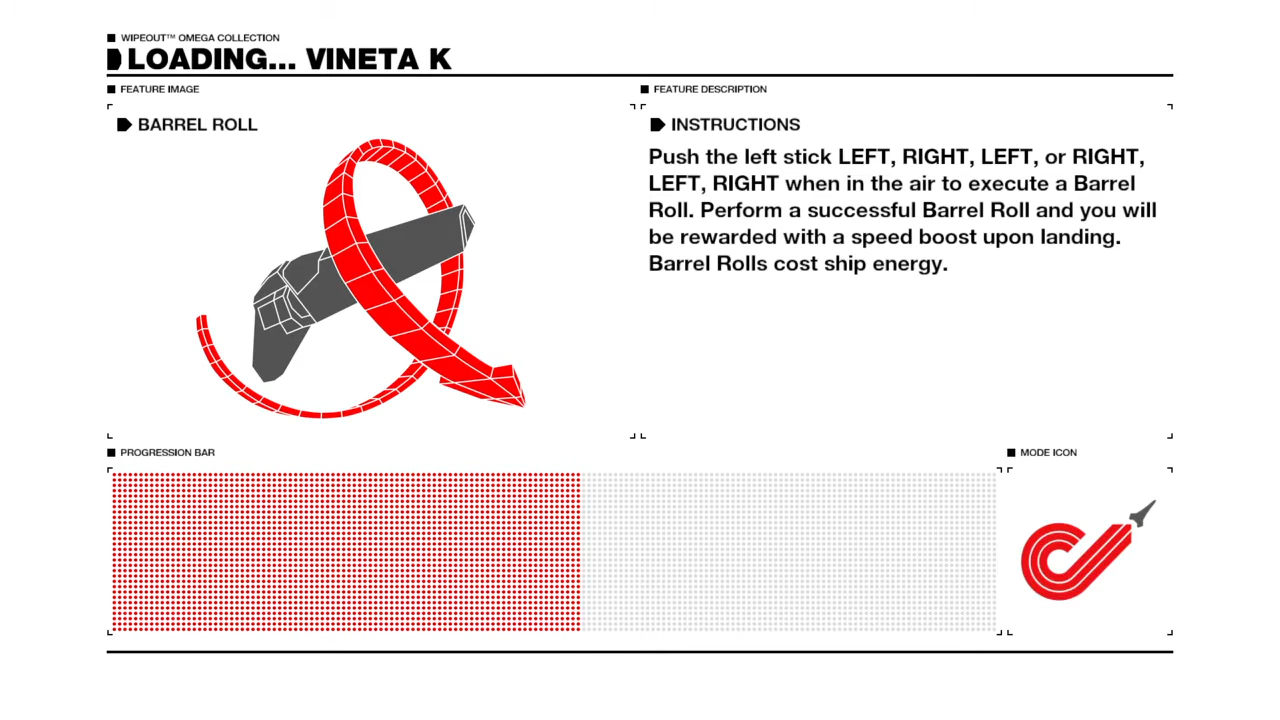 WIPEOUT™ OMEGA COLLECTION
LOADING... VINETA K
FEATURE IMAGE
BARREL ROLL
FEATURE DESCRIPTION
INSTRUCTIONS
Push the left stick LEFT, RIGHT, LEFT, or RIGHT,
LEFT, RIGHT when in the air to execute a Barrel
Roll. Perform a successful Barrel Roll and you will
be rewarded with a speed boost upon landing.
Barrel Rolls cost ship energy.
PROGRESSION BAR
MODE ICON